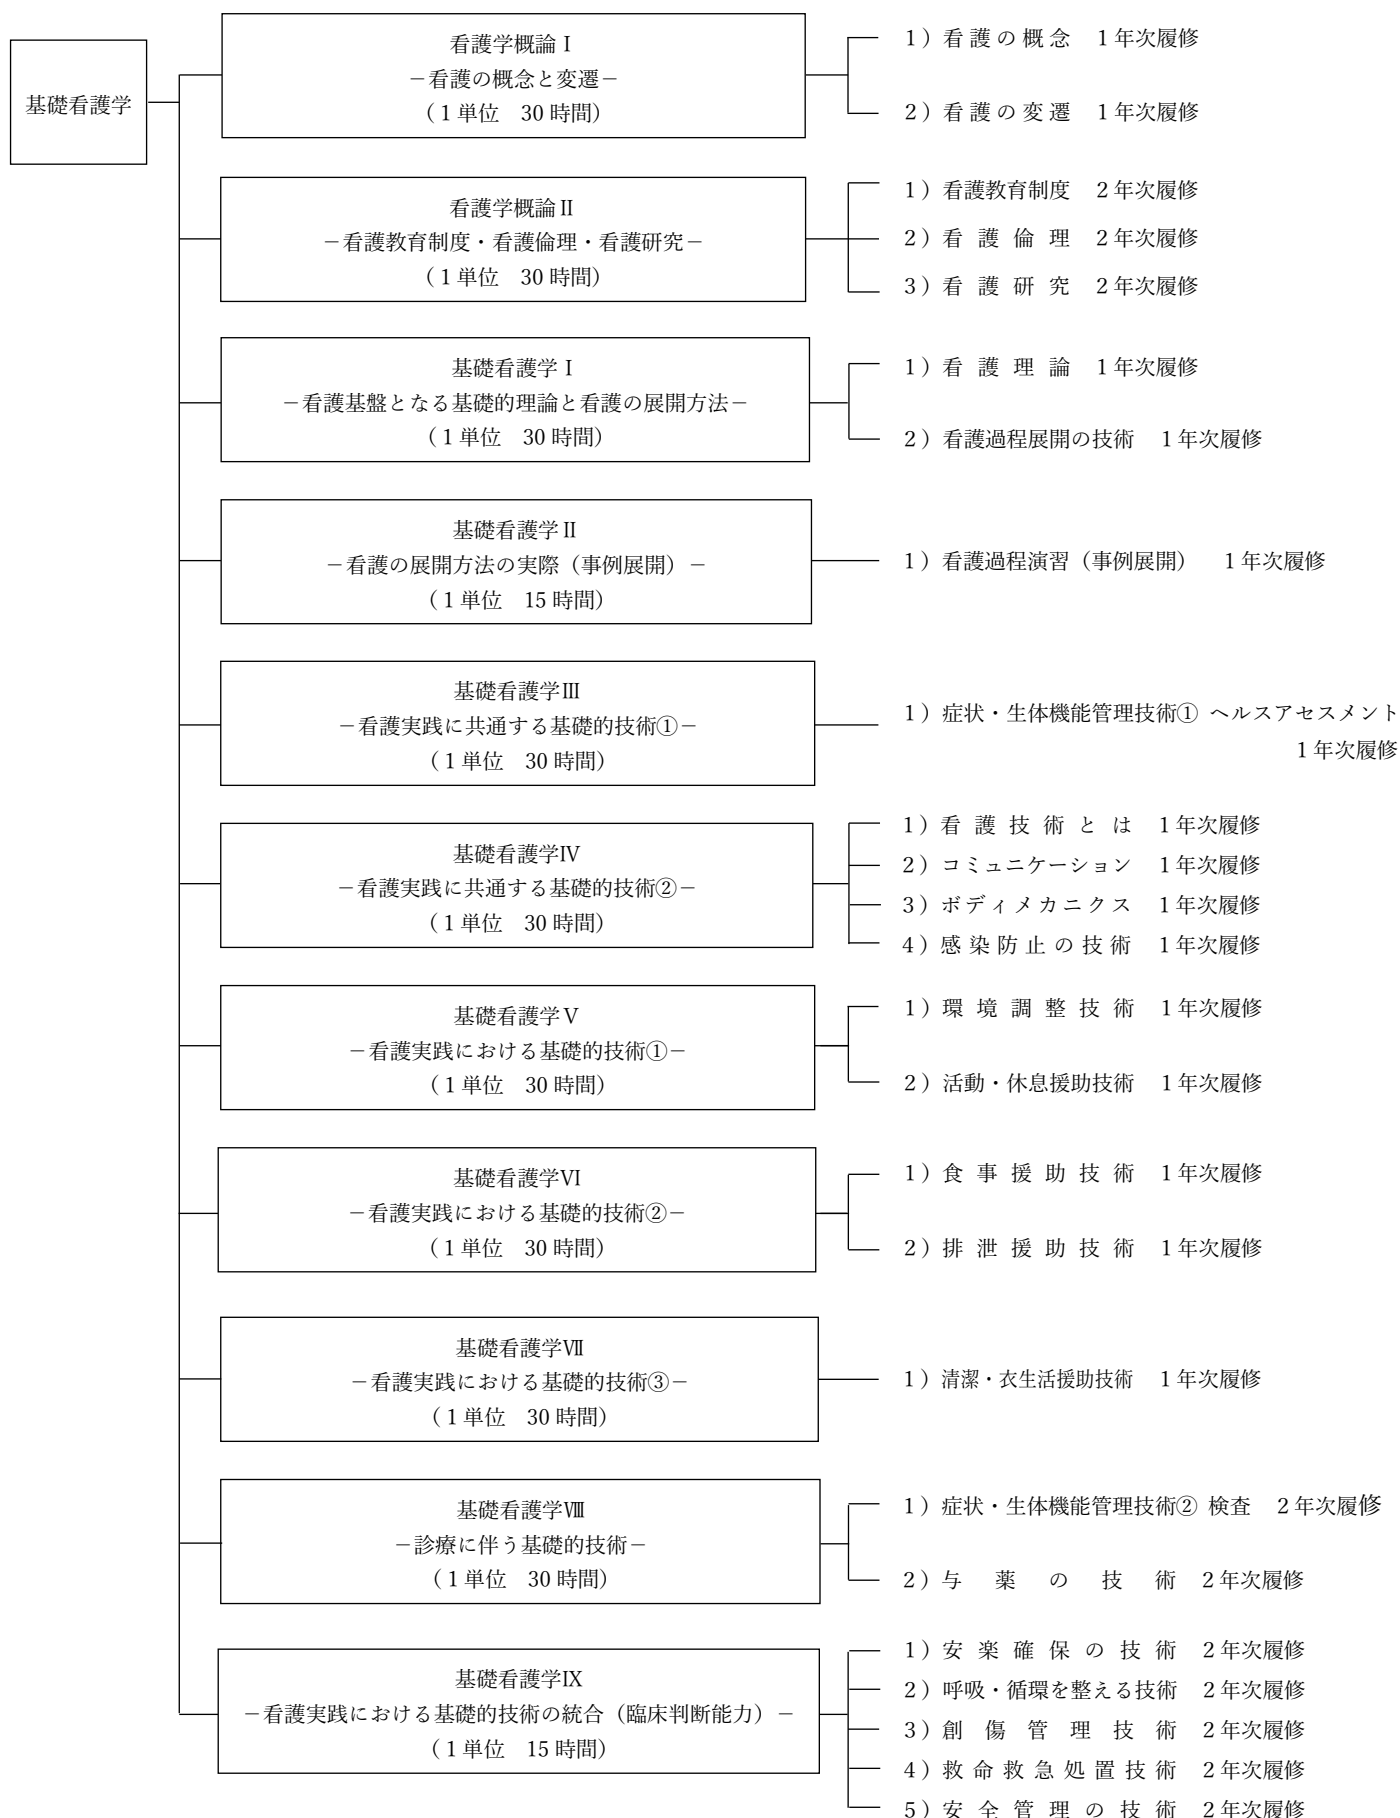 基礎看護学
看護学概論Ⅰ
－看護の概念と変遷－
（1単位　30時間）
1）看護の概念　1年次履修
2）看護の変遷　1年次履修
看護学概論Ⅱ
－看護教育制度・看護倫理・看護研究－
（1単位　30時間）
1）看護教育制度　2年次履修
2）看護倫理　2年次履修
3）看護研究　2年次履修
基礎看護学Ⅰ
－看護基盤となる基礎的理論と看護の展開方法－
（1単位　30時間）
1）看護理論　1年次履修
2）看護過程展開の技術　1年次履修
基礎看護学Ⅱ
－看護の展開方法の実際（事例展開）－
（1単位　15時間）
1）看護過程演習（事例展開）　1年次履修
基礎看護学Ⅲ
－看護実践に共通する基礎的技術①－
（1単位　30時間）
1）症状・生体機能管理技術① ヘルスアセスメント
1年次履修
基礎看護学Ⅳ
－看護実践に共通する基礎的技術②－
（1単位　30時間）
1）看護技術とは　1年次履修
2）コミュニケーション　1年次履修
3）ボディメカニクス　1年次履修
4）感染防止の技術　1年次履修
基礎看護学Ⅴ
－看護実践における基礎的技術①－
（1単位　30時間）
1）環境調整技術　1年次履修
2）活動・休息援助技術　1年次履修
基礎看護学Ⅵ
－看護実践における基礎的技術②－
（1単位　30時間）
1）食事援助技術　1年次履修
2）排泄援助技術　1年次履修
基礎看護学Ⅶ
－看護実践における基礎的技術③－
（1単位　30時間）
1）清潔・衣生活援助技術　1年次履修
基礎看護学Ⅷ
－診療に伴う基礎的技術－
（1単位　30時間）
1）症状・生体機能管理技術② 検査　2年次履修
2）与薬の技術　2年次履修
基礎看護学Ⅸ
－看護実践における基礎的技術の統合（臨床判断能力）－
（1単位　15時間）
1）安楽確保の技術　2年次履修
2）呼吸・循環を整える技術　2年次履修
3）創傷管理技術　2年次履修
4）救命救急処置技術　2年次履修
5）安全管理の技術　2年次履修